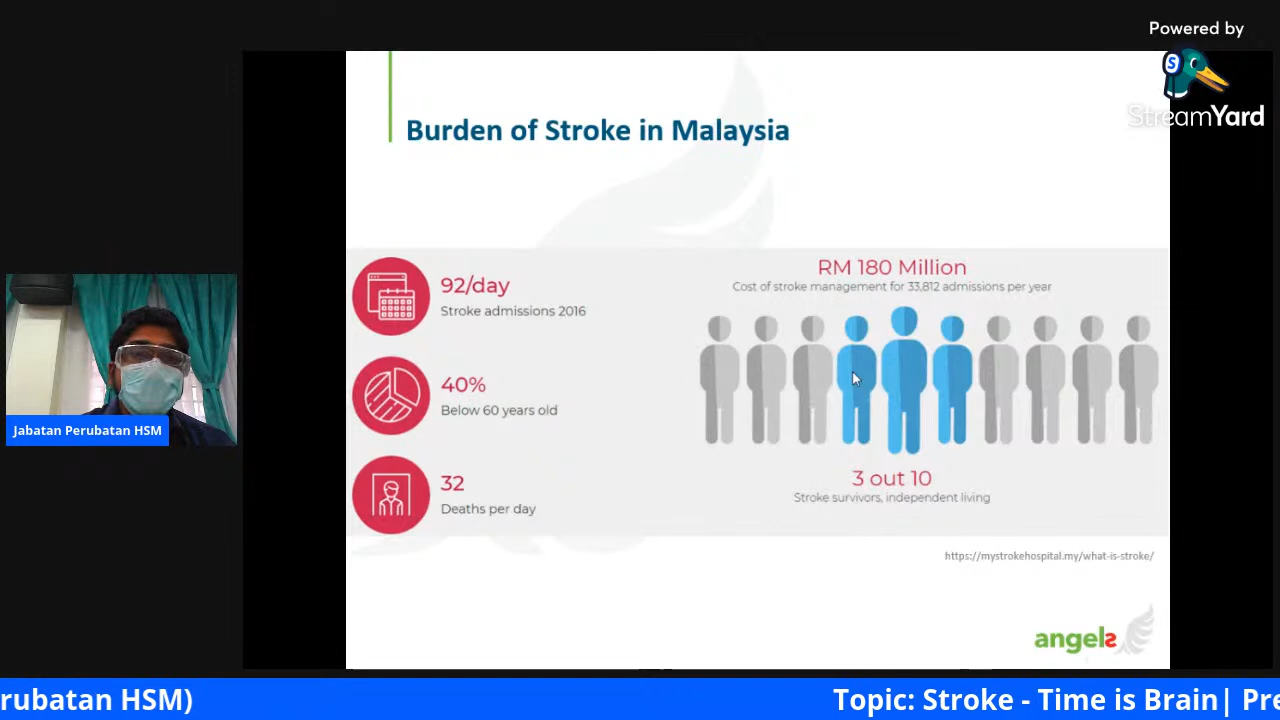 Powered by
S
StreamYard
Burden of Stroke in Malaysia
92/day
Stroke admissions 2016
40%
Below 60 years old
32
Deaths per day
RM 180 Million
Cost of stroke management for 33,812 admissions per year
3 out 10
Stroke survivors, independent living
https://mystrokehospital.my/what-is-stroke/
angels
Jabatan Perubatan HSM
rubatan HSM) Topic: Stroke - Time is Brain| Pre